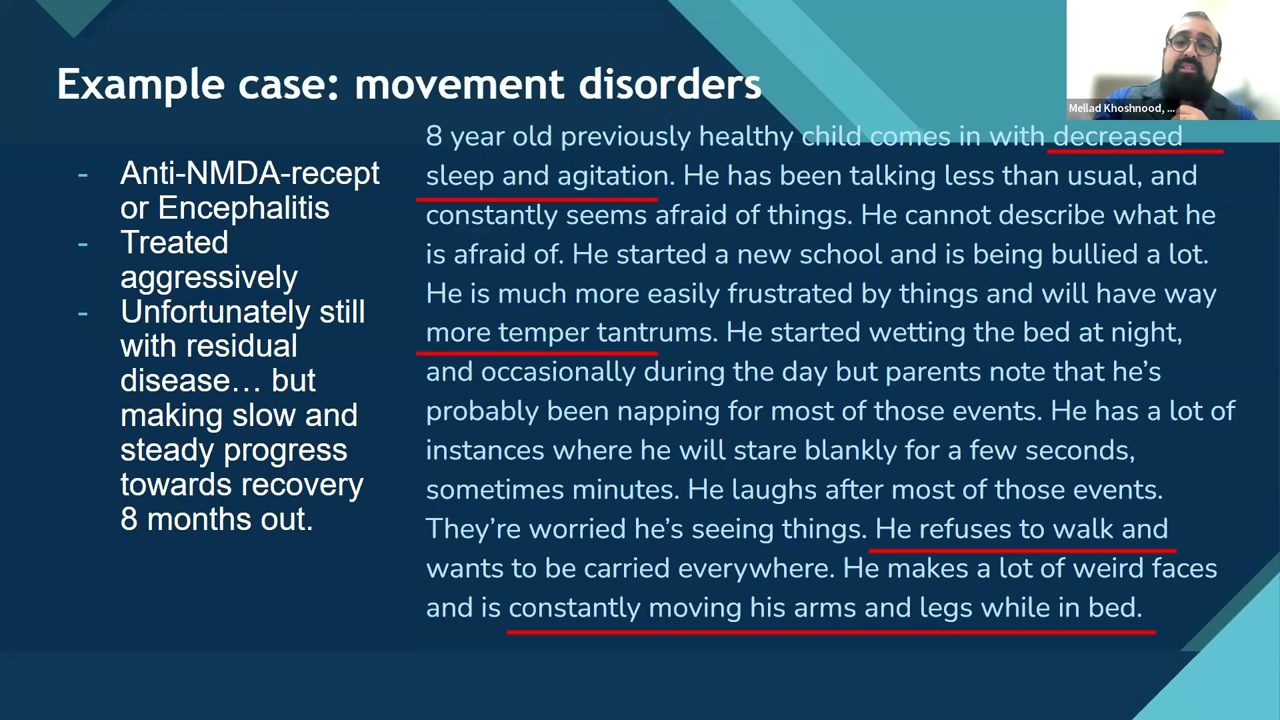 Example case: movement disorders
Mellad Khoshnood, ...
- Anti-NMDA-recept
or Encephalitis
- Treated
aggressively
- Unfortunately still
with residual
disease… but
making slow and
steady progress
towards recovery
8 months out.
8 year old previously healthy child comes in with decreased
sleep and agitation. He has been talking less than usual, and
constantly seems afraid of things. He cannot describe what he
is afraid of. He started a new school and is being bullied a lot.
He is much more easily frustrated by things and will have way
more temper tantrums. He started wetting the bed at night,
and occasionally during the day but parents note that he's
probably been napping for most of those events. He has a lot of
instances where he will stare blankly for a few seconds,
sometimes minutes. He laughs after most of those events.
They're worried he's seeing things. He refuses to walk and
wants to be carried everywhere. He makes a lot of weird faces
and is constantly moving his arms and legs while in bed.